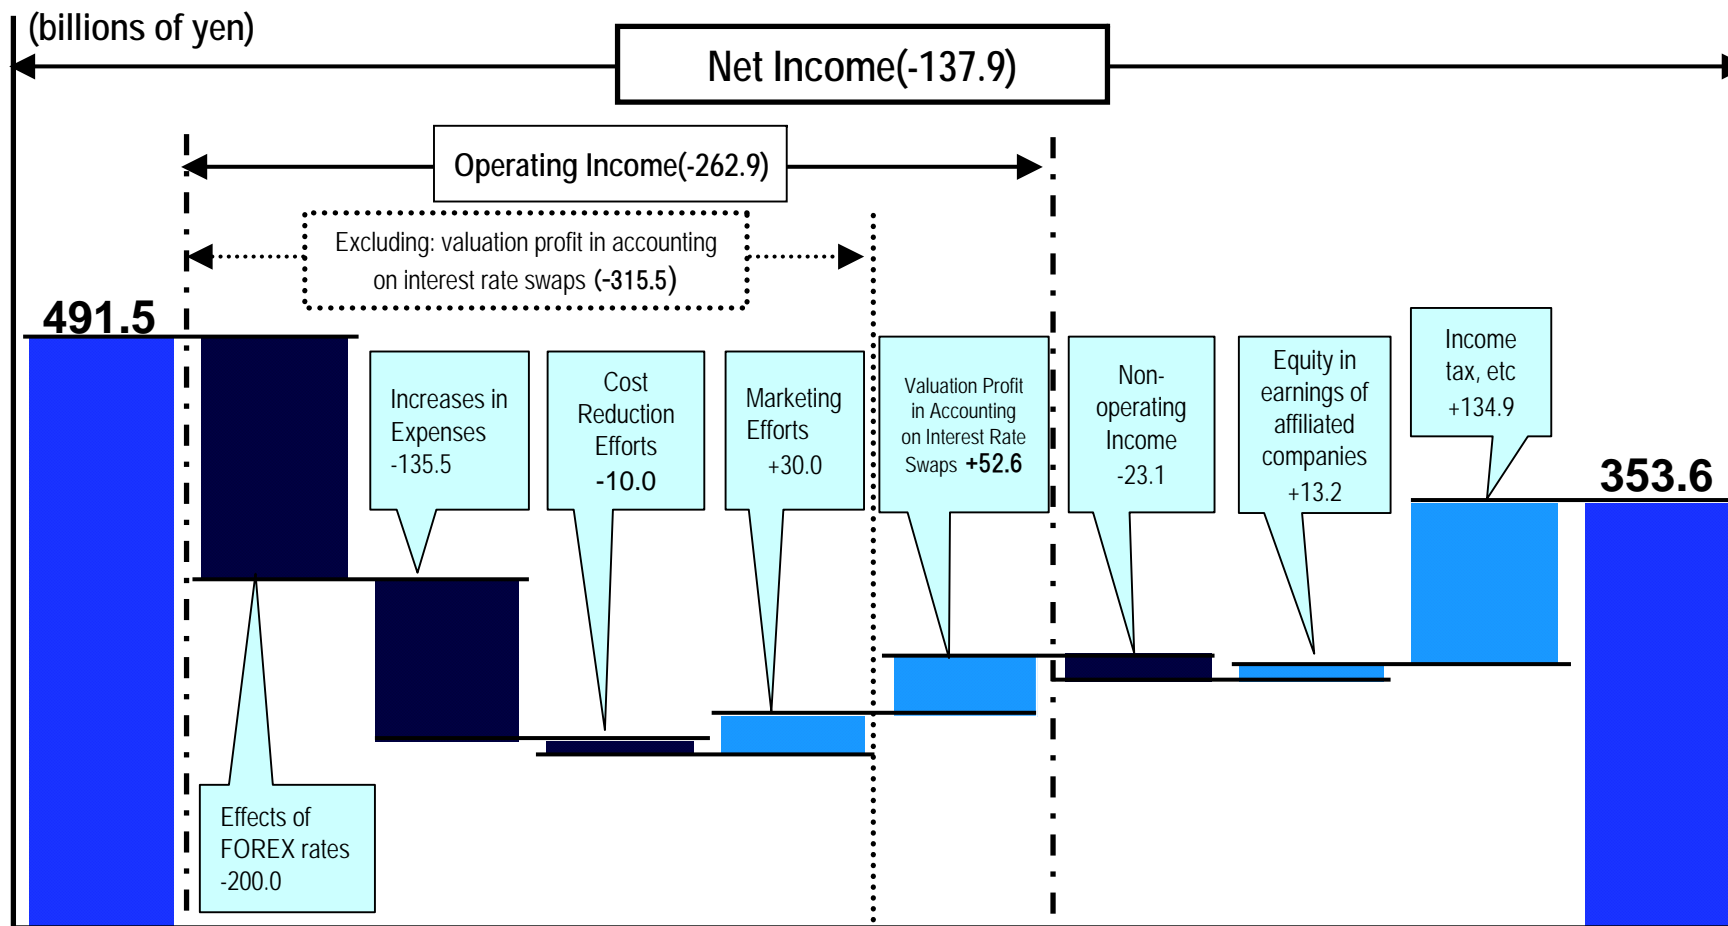 (billions of yen)
Net Income(-137.9)
Operating Income(-262.9)
Excluding: valuation profit in accounting
on interest rate swaps (-315.5)
491.5
Effects of
FOREX rates
-200.0
Increases in
Expenses
-135.5
Cost
Reduction
Efforts
-10.0
Marketing
Efforts
+30.0
Valuation Profit
in Accounting
on Interest Rate
Swaps +52.6
Non-
operating
Income
-23.1
Equity in
earnings of
affiliated
companies
+13.2
Income
tax, etc
+134.9
353.6